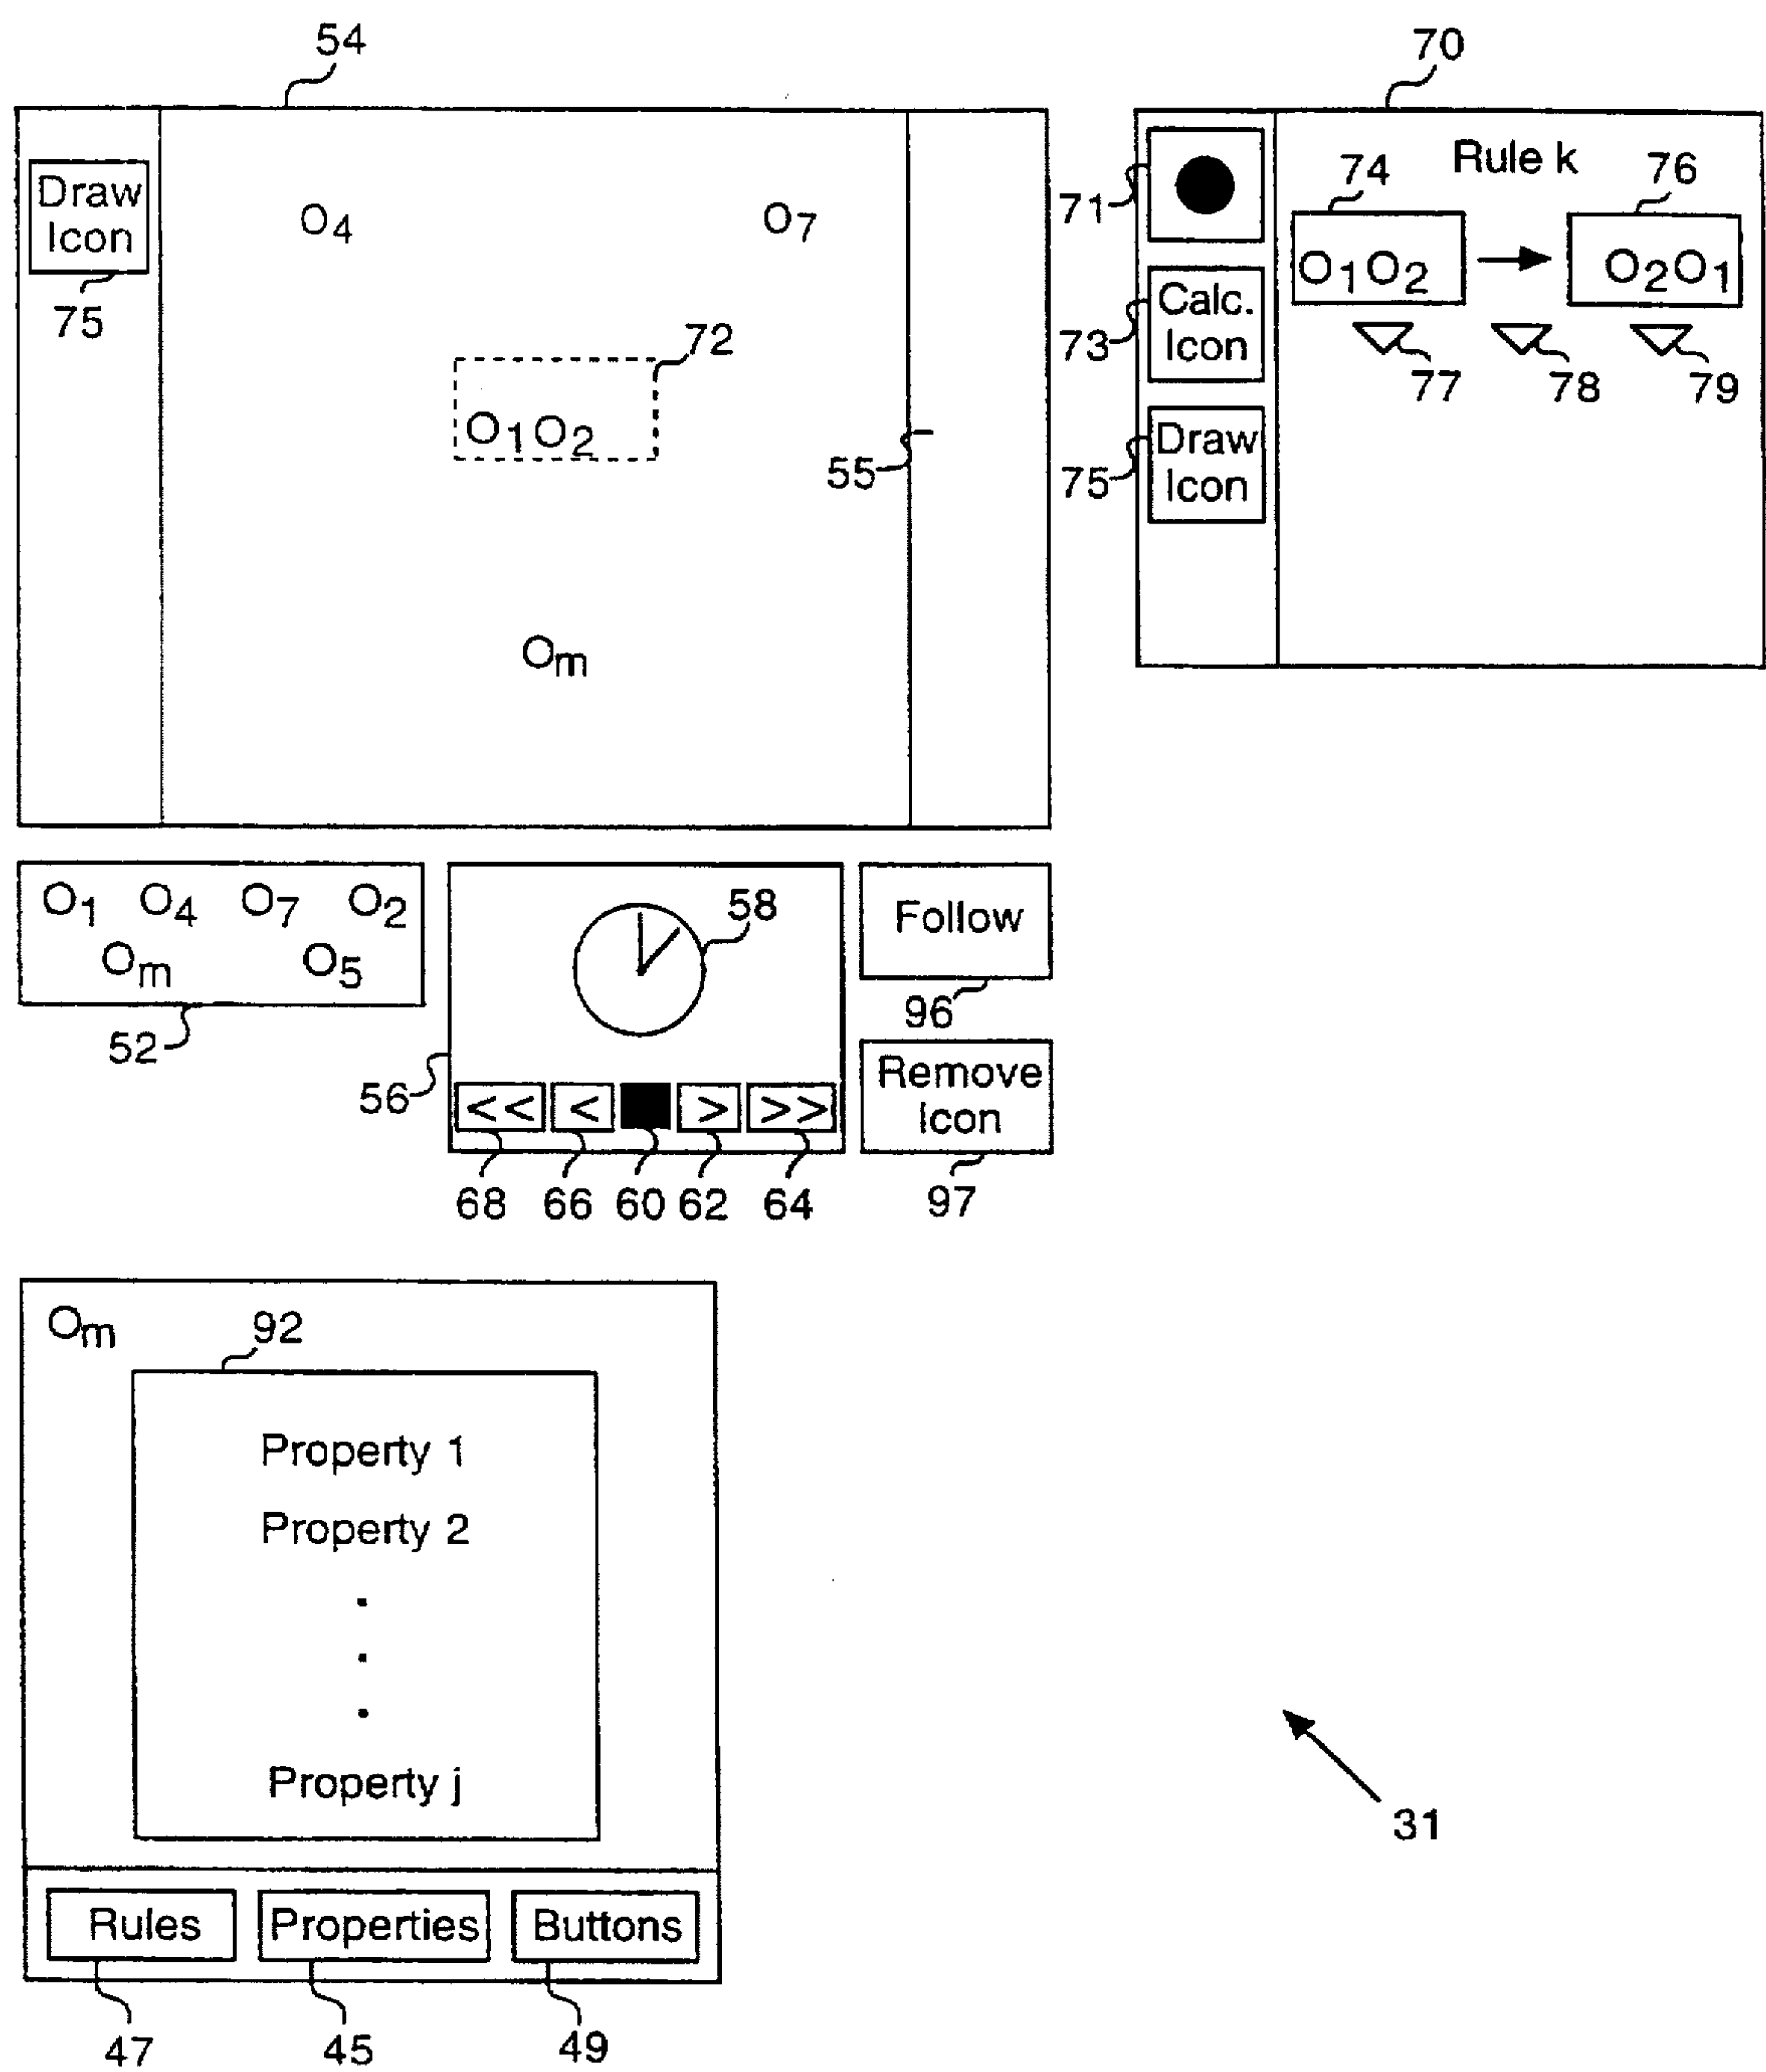 54
Draw
Icon
75
O4
O7
72
O1O2
55
Om
70
Rule k
71
74
76
O1O2
O2O1
Calc.
Icon
73
77
78
79
Draw
Icon
75
O1 O4 O7 O2
Om O5
52
58
56
<< < > >>
68 66 60 62 64
Follow
96
Remove
Icon
97
Om
92
Property 1
Property 2
.
.
.
Property j
Rules Properties Buttons
47 45 49
31